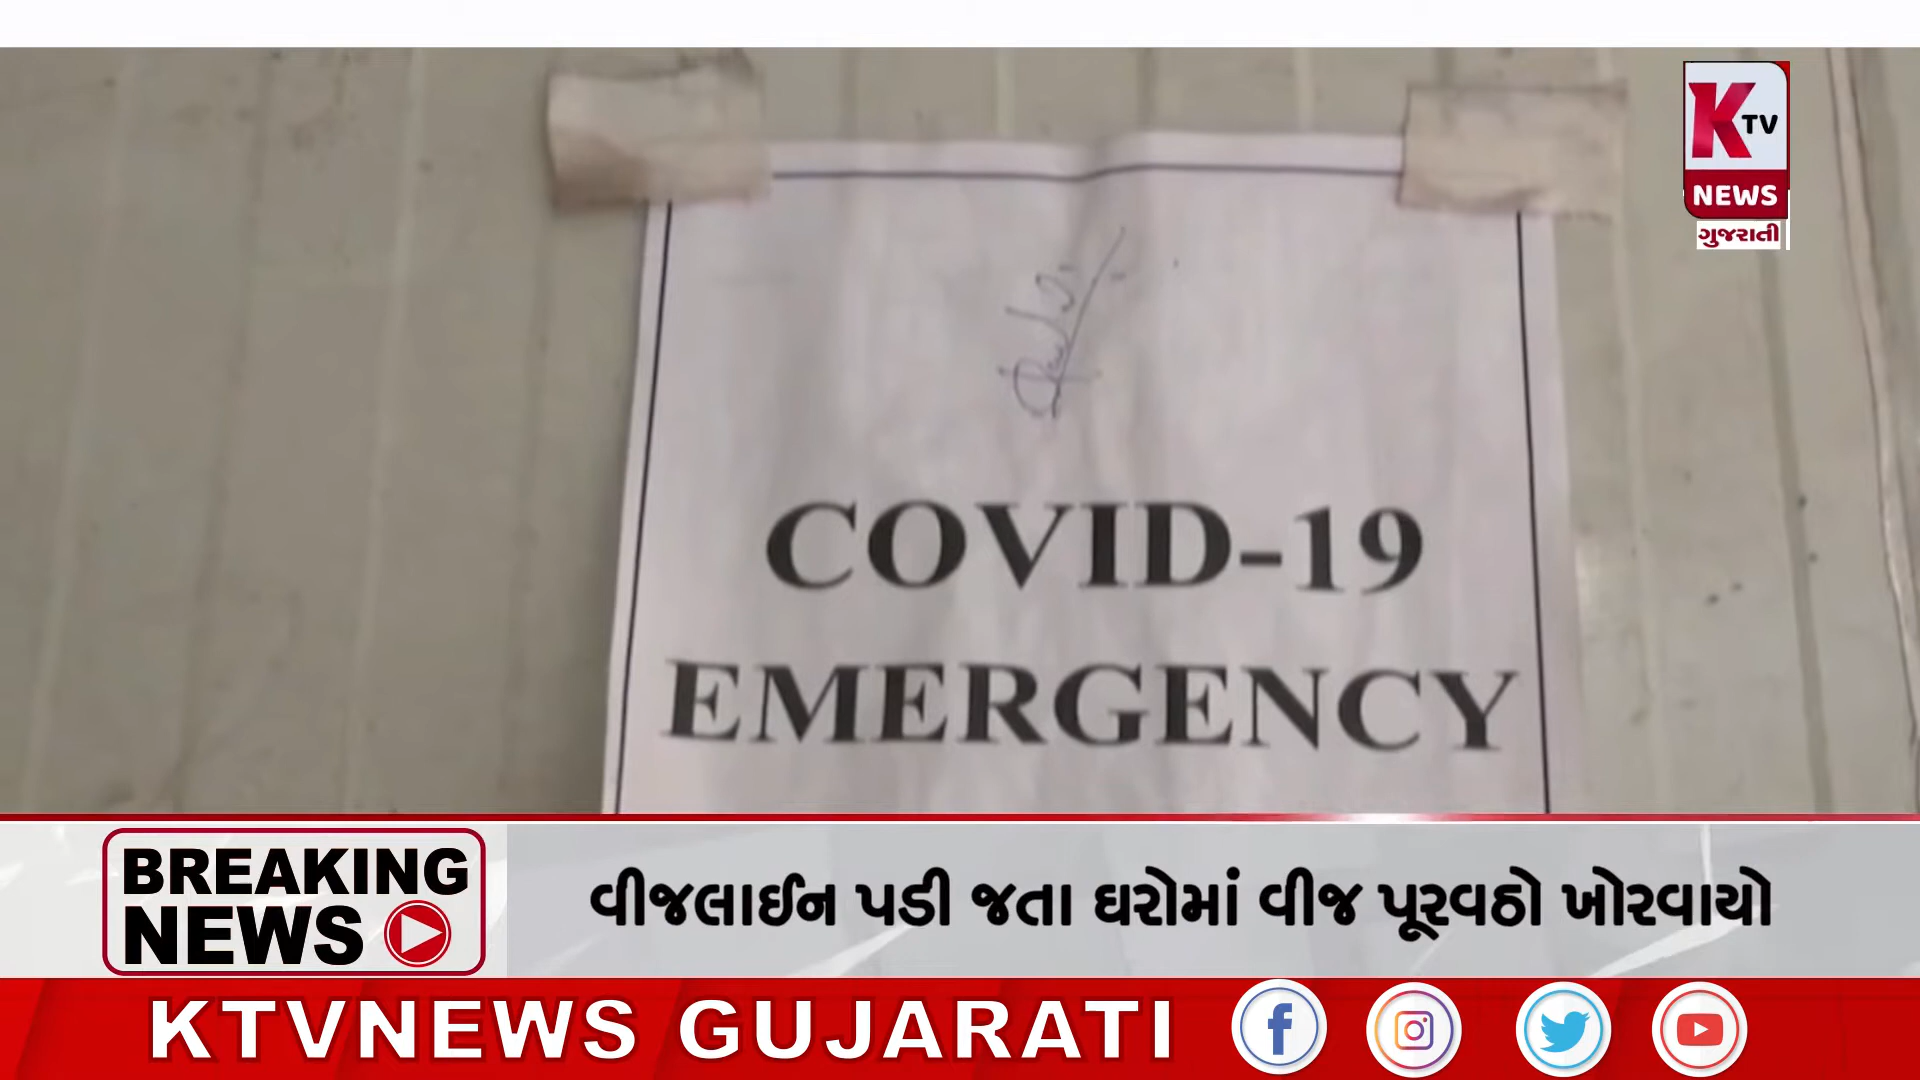 K TV
NEWS
ગુજરાતી
COVID-19
EMERGENCY
BREAKING
NEWS
વીજલાઈન પડી જતા ઘરોમાં વીજ પૂરવઠો ખોરવાયો
KTVNEWS GUJARATI